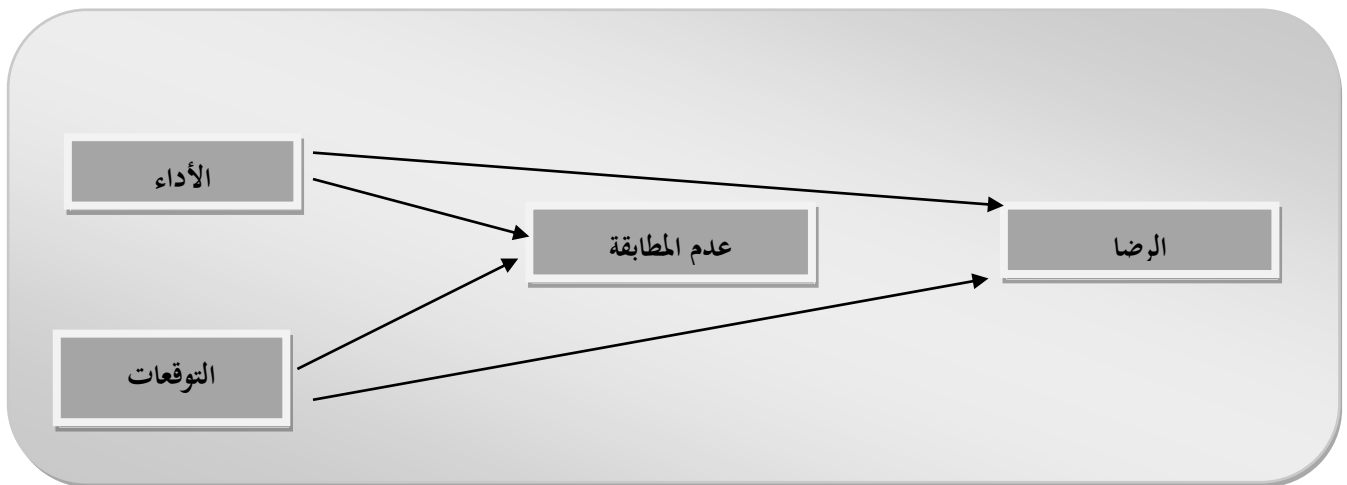 الأداء
عدم المطابقة
الرضا
التوقعات